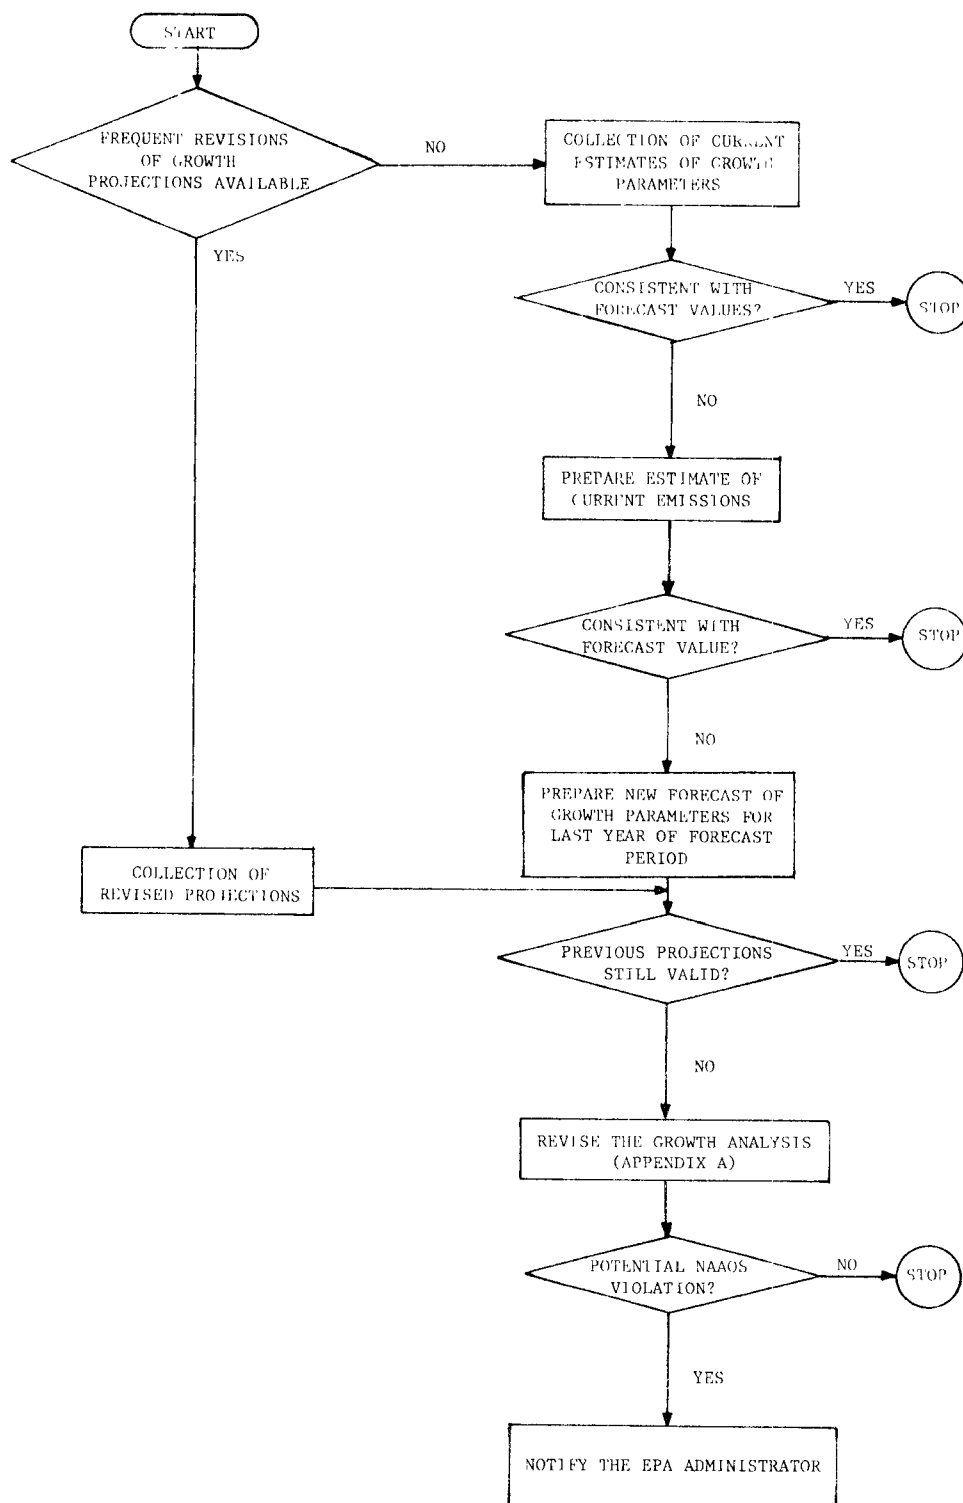 START
FREQUENT REVISIONS
OF GROWTH
PROJECTIONS AVAILABLE
NO
COLLECTION OF CURRENT
ESTIMATES OF GROWTH
PARAMETERS
YES
CONSISTENT WITH
FORECAST VALUES?
YES
STOP
NO
PREPARE ESTIMATE OF
CURRENT EMISSIONS
CONSISTENT WITH
FORECAST VALUE?
YES
STOP
NO
PREPARE NEW FORECAST OF
GROWTH PARAMETERS FOR
LAST YEAR OF FORECAST
PERIOD
COLLECTION OF
REVISED PROJECTIONS
PREVIOUS PROJECTIONS
STILL VALID?
YES
STOP
NO
REVISE THE GROWTH ANALYSIS
(APPENDIX A)
POTENTIAL NAAQS
VIOLATION?
NO
STOP
YES
NOTIFY THE EPA ADMINISTRATOR